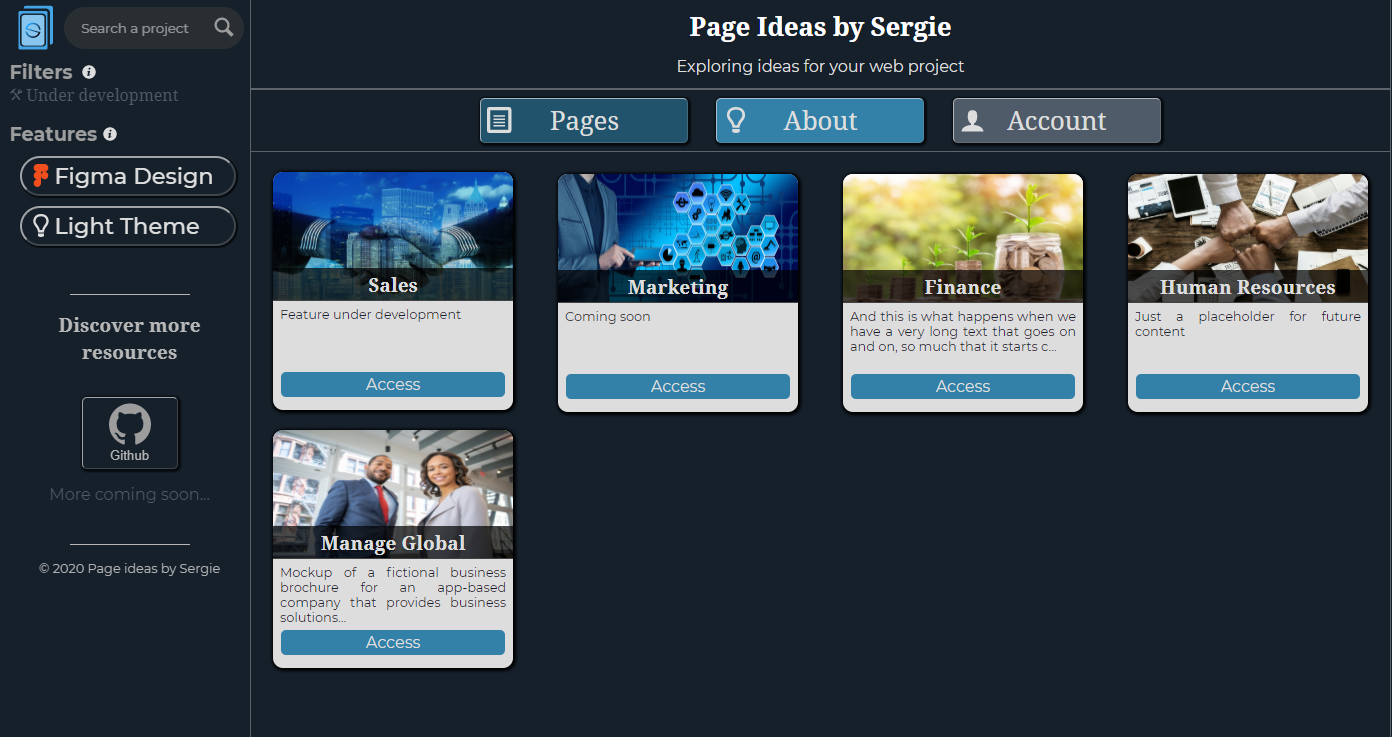 Search a project
Filters
Under development
Features
Figma Design
Light Theme
Discover more
resources
Github
More coming soon...
© 2020 Page ideas by Sergie
Page Ideas by Sergie
Exploring ideas for your web project
Pages
About
Account
Sales
Feature under development
Access
Marketing
Coming soon
Access
Finance
And this is what happens when we
have a very long text that goes on
and on, so much that it starts c...
Access
Human Resources
Just a placeholder for future
content
Access
Manage Global
Mockup of a fictional business
brochure for an app-based
company that provides business
solutions...
Access